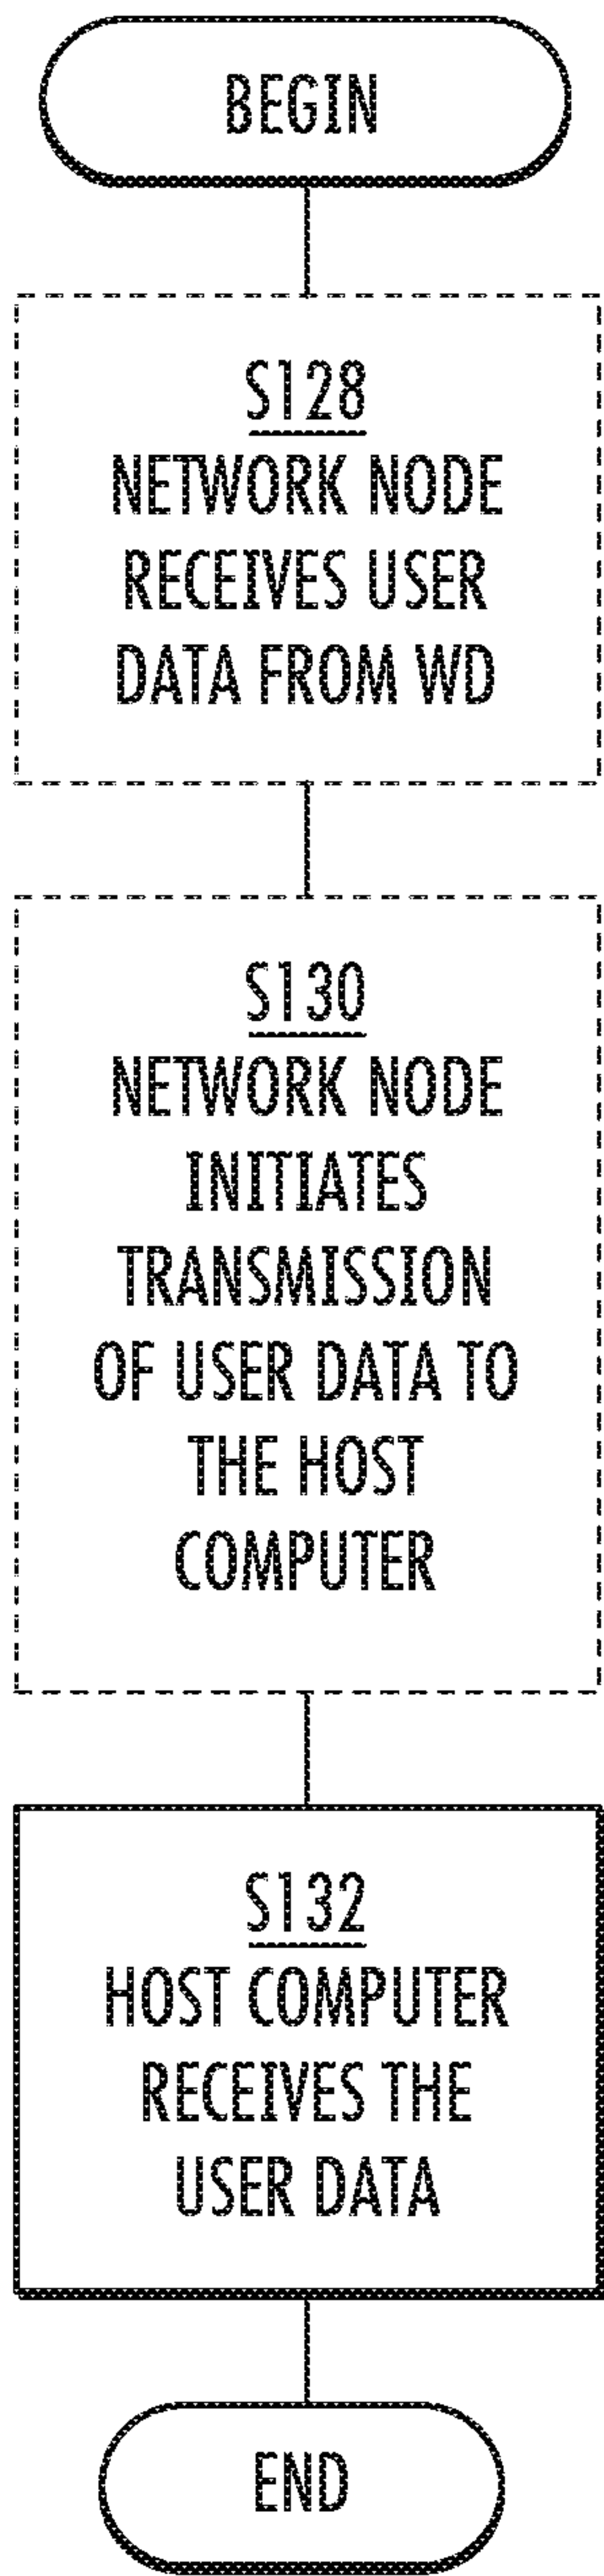 BEGIN
S128
NETWORK NODE
RECEIVES USER
DATA FROM WD
S130
NETWORK NODE
INITIATES
TRANSMISSION
OF USER DATA TO
THE HOST
COMPUTER
S132
HOST COMPUTER
RECEIVES THE
USER DATA
END